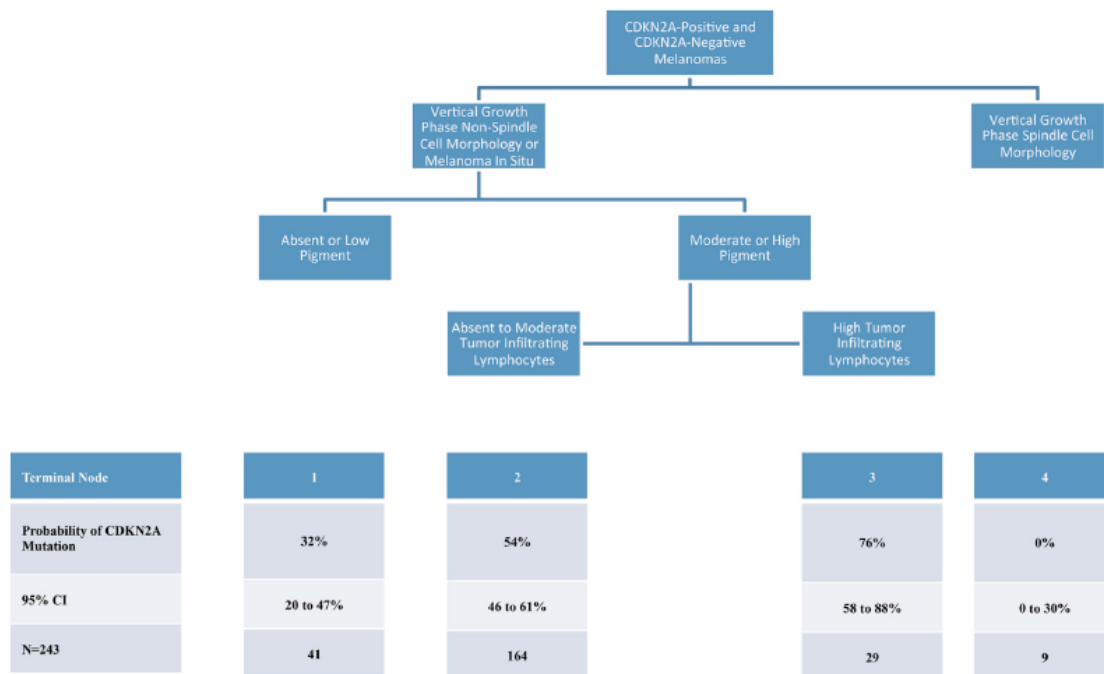 CDKN2A-Positive and
CDKN2A-Negative
Melanomas
Vertical Growth
Phase Non-Spindle
Cell Morphology or
Melanoma In Situ
Vertical Growth
Phase Spindle Cell
Morphology
Absent or Low
Pigment
Moderate or High
Pigment
Absent to Moderate
Tumor Infiltrating
Lymphocytes
High Tumor
Infiltrating
Lymphocytes
Terminal Node 1 2 3 4
Probability of CDKN2A
Mutation 32% 54% 76% 0%
95% CI 20 to 47% 46 to 61% 58 to 88% 0 to 30%
N=243 41 164 29 9